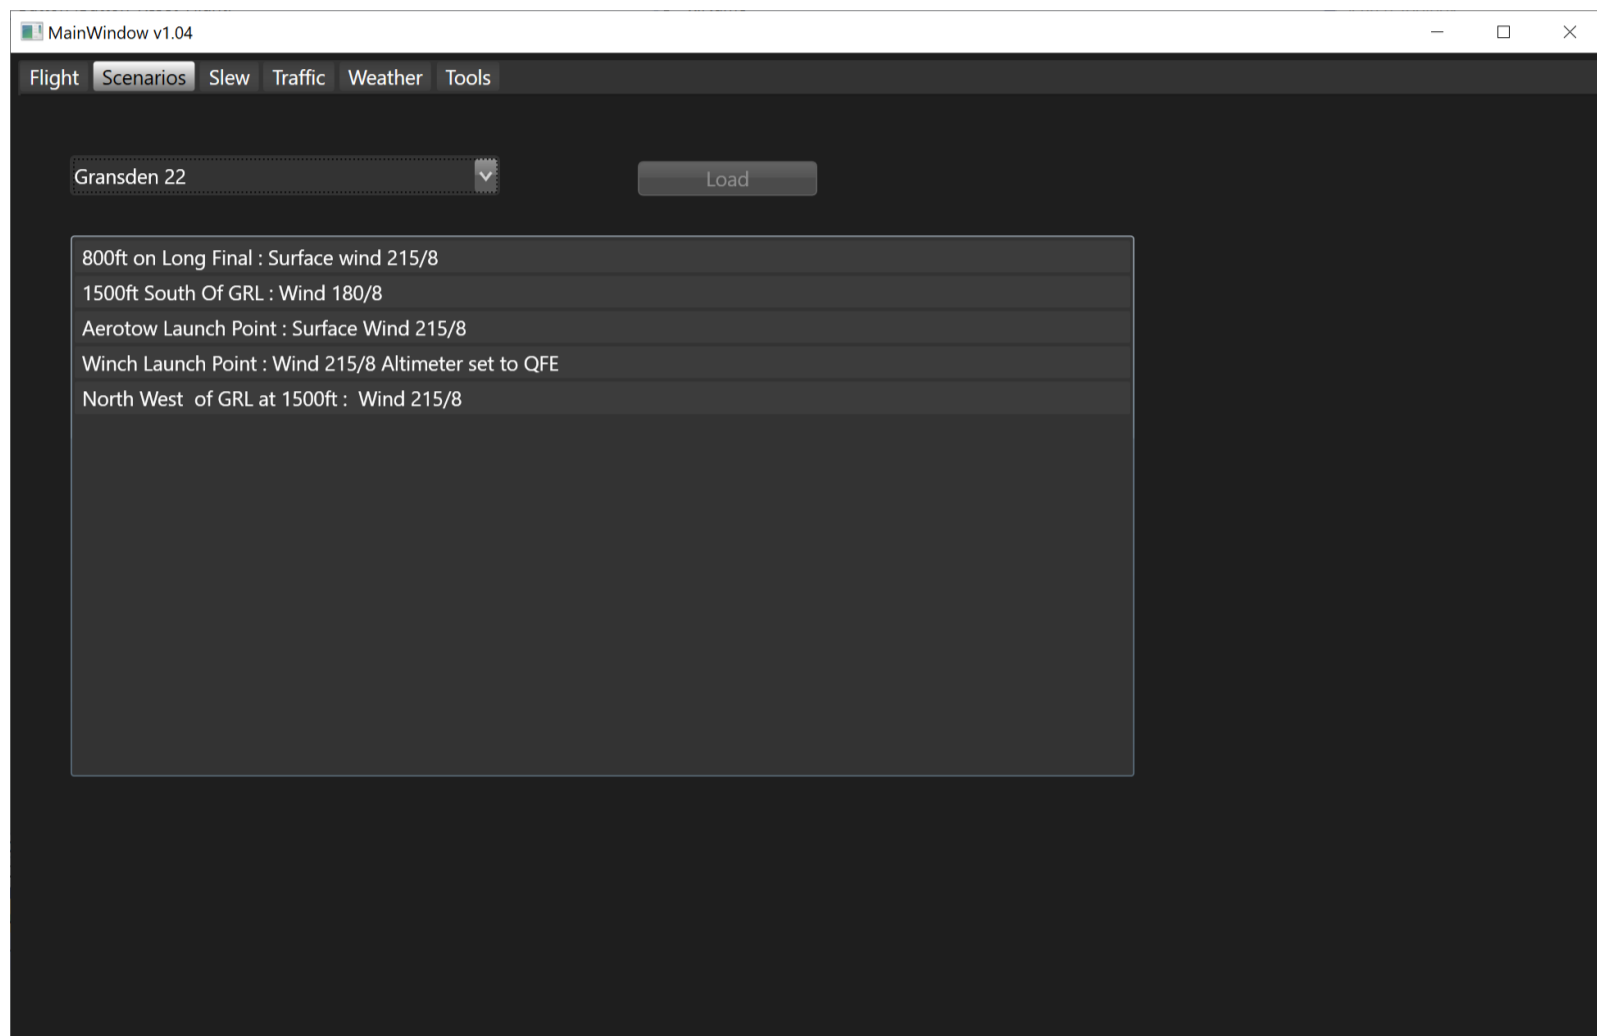 MainWindow v1.04
Flight Scenarios Slew Traffic Weather Tools
Gransden 22
Load
800ft on Long Final : Surface wind 215/8
1500ft South Of GRL : Wind 180/8
Aerotow Launch Point : Surface Wind 215/8
Winch Launch Point : Wind 215/8 Altimeter set to QFE
North West  of GRL at 1500ft :  Wind 215/8